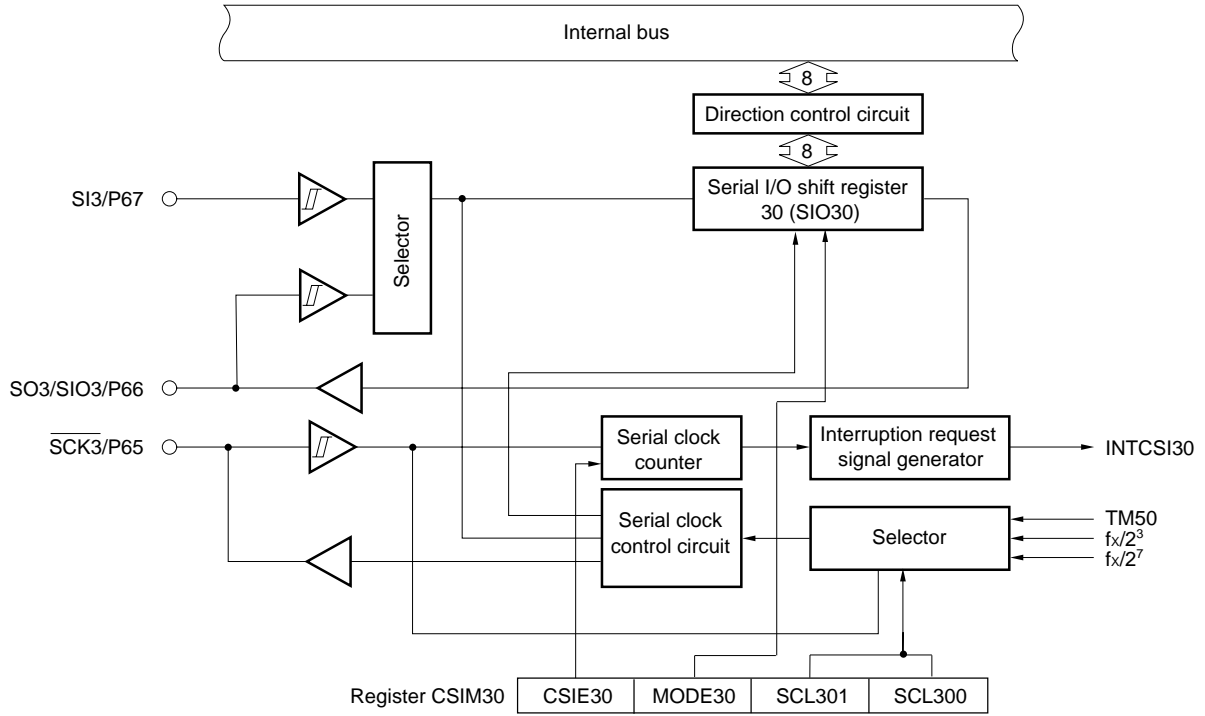 Internal bus
8
Direction control circuit
8
SI3/P67
Selector
Serial I/O shift register
30 (SIO30)
SO3/SIO3/P66
SCK3/P65
Serial clock
counter
Interruption request
signal generator
INTCSI30
Serial clock
control circuit
Selector
TM50
fx/2³
fx/2⁷
Register CSIM30
CSIE30
MODE30
SCL301
SCL300